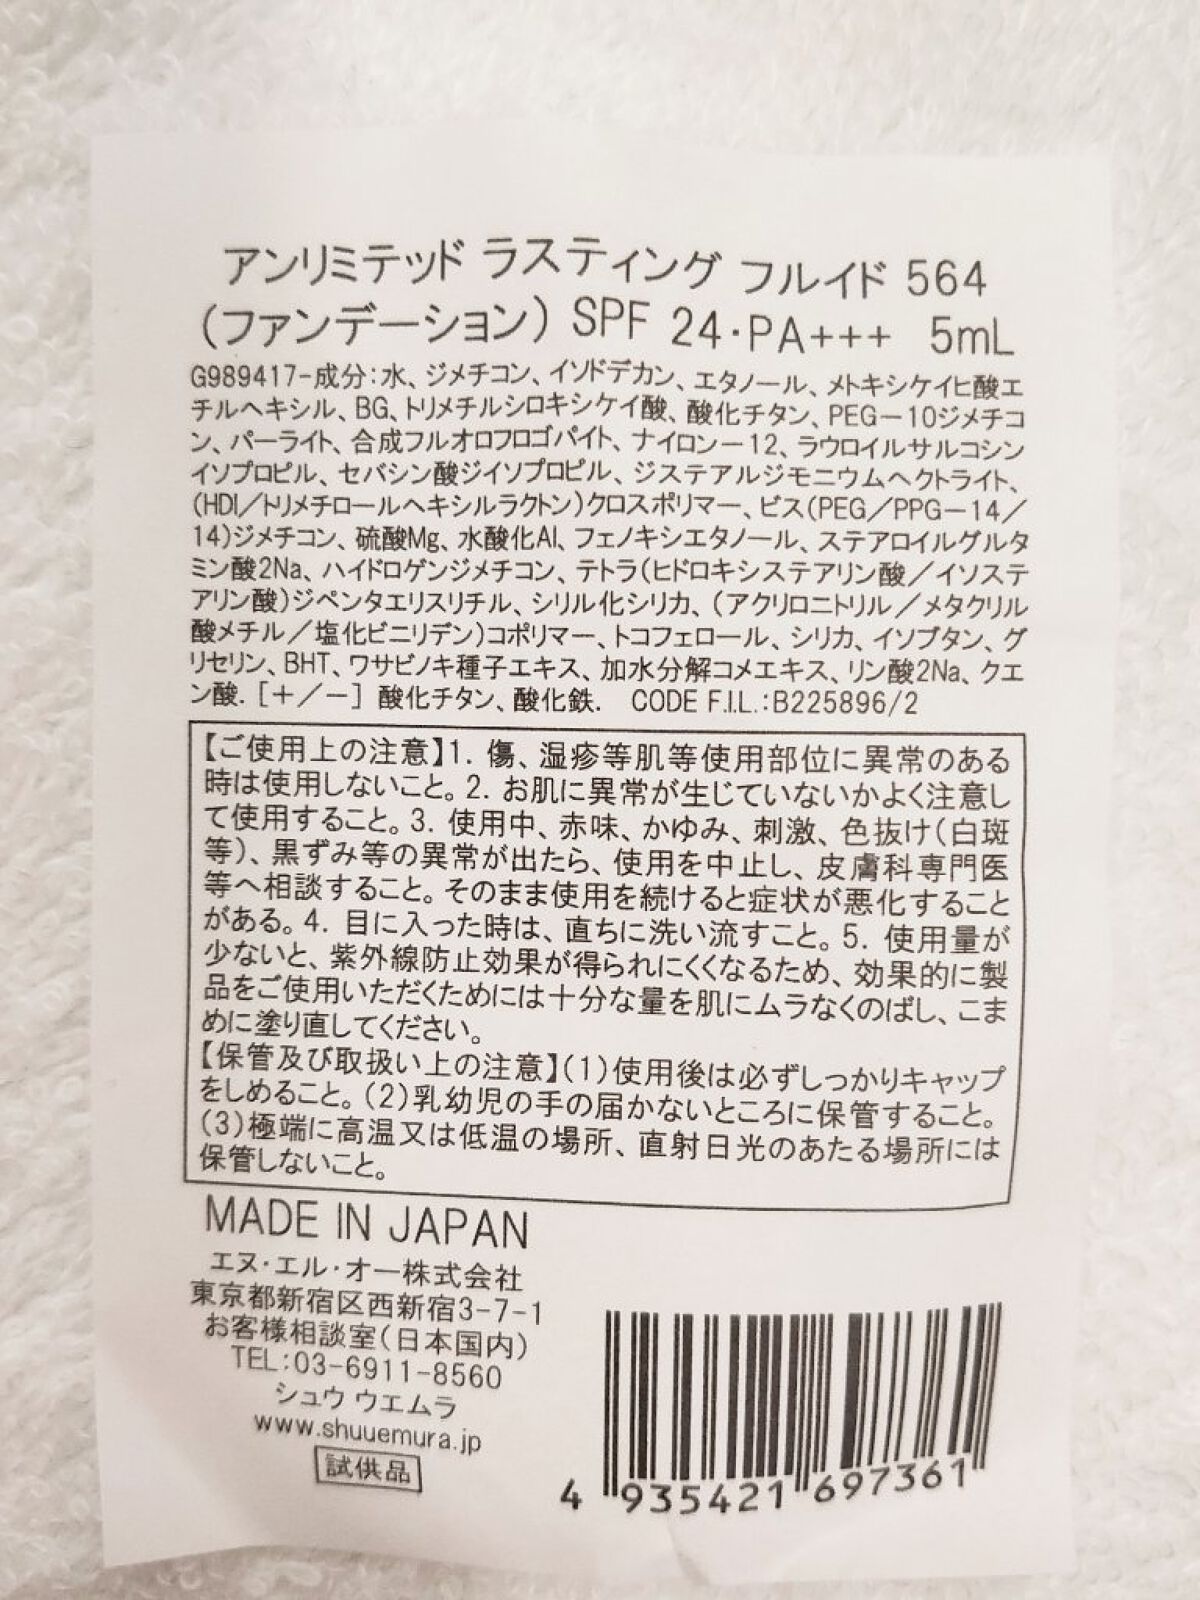 アンリミテッド ラスティング フルイド 564
(ファンデーション) SPF 24・PA+++ 5mL
G989417-成分:水、ジメチコン、イソドデカン、エタノール、メトキシケイヒ酸エ
チルヘキシル、BG、トリメチルシロキシケイ酸、酸化チタン、PEG－10ジメチコ
ン、パーライト、合成フルオロフロゴパイト、ナイロン－12、ラウロイルサルコシン
イソプロピル、セバシン酸ジイソプロピル、ジステアルジモニウムヘクトライト、
(HDI／トリメチロールヘキシルラクトン)クロスポリマー、ビス(PEG／PPG－14／
14)ジメチコン、硫酸Mg、水酸化Al、フェノキシエタノール、ステアロイルグルタ
ミン酸2Na、ハイドロゲンジメチコン、テトラ(ヒドロキシステアリン酸／イソステ
アリン酸)ジペンタエリスリチル、シリル化シリカ、(アクリロニトリル／メタクリル
酸メチル／塩化ビニリデン)コポリマー、トコフェロール、シリカ、イソブタン、グ
リセリン、BHT、ワサビノキ種子エキス、加水分解コメエキス、リン酸2Na、クエ
ン酸. [＋／－] 酸化チタン、酸化鉄. CODE F.I.L.:B225896/2
【ご使用上の注意】1. 傷、湿疹等肌等使用部位に異常のある
時は使用しないこと。2. お肌に異常が生じていないかよく注意し
て使用すること。3. 使用中、赤味、かゆみ、刺激、色抜け(白斑
等)、黒ずみ等の異常が出たら、使用を中止し、皮膚科専門医
等へ相談すること。そのまま使用を続けると症状が悪化すること
がある。4. 目に入った時は、直ちに洗い流すこと。5. 使用量が
少ないと、紫外線防止効果が得られにくくなるため、効果的に製
品をご使用いただくためには十分な量を肌にムラなくのばし、こま
めに塗り直してください。
【保管及び取扱い上の注意】(1)使用後は必ずしっかりキャップ
をしめること。(2)乳幼児の手の届かないところに保管すること。
(3)極端に高温又は低温の場所、直射日光のあたる場所には
保管しないこと。
MADE IN JAPAN
エヌ・エル・オー株式会社
東京都新宿区西新宿3-7-1
お客様相談室(日本国内)
TEL:03-6911-8560
シュウ ウエムラ
www.shuuemura.jp
試供品
4 935421 697361